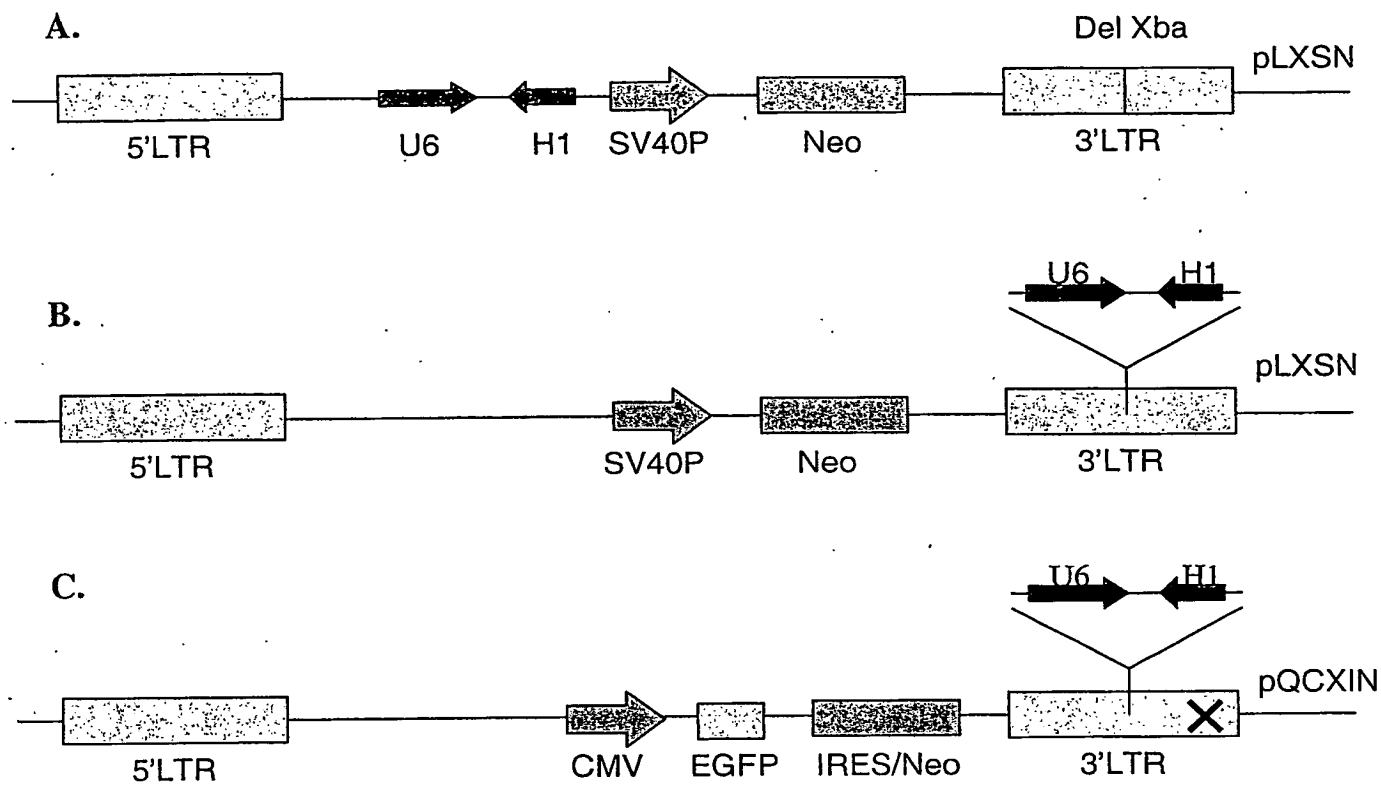 A.
Del Xba
pLXSN
5'LTR U6 H1 SV40P Neo 3'LTR
U6 H1
B.
pLXSN
5'LTR SV40P Neo 3'LTR
U6 H1
C.
pQCXIN
5'LTR CMV EGFP IRES/Neo 3'LTR